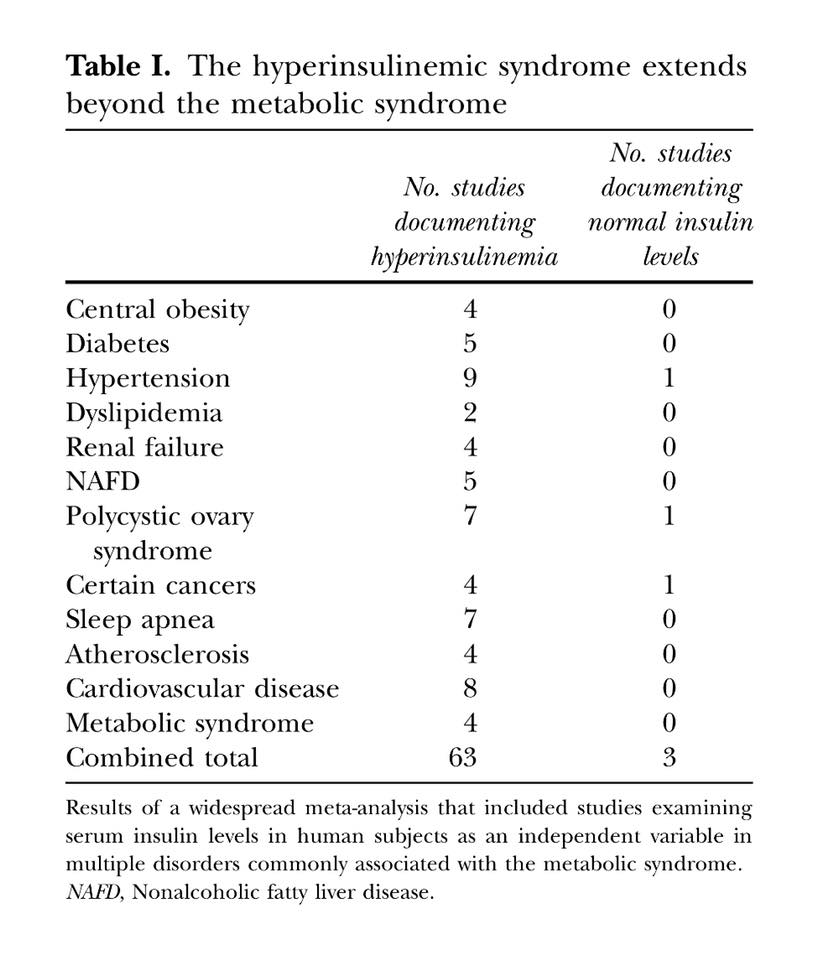 Table I. The hyperinsulinemic syndrome extends
beyond the metabolic syndrome
No. studies documenting hyperinsulinemia
No. studies documenting normal insulin levels
Central obesity 4 0
Diabetes 5 0
Hypertension 9 1
Dyslipidemia 2 0
Renal failure 4 0
NAFD 5 0
Polycystic ovary 7 1
syndrome
Certain cancers 4 1
Sleep apnea 7 0
Atherosclerosis 4 0
Cardiovascular disease 8 0
Metabolic syndrome 4 0
Combined total 63 3
Results of a widespread meta-analysis that included studies examining
serum insulin levels in human subjects as an independent variable in
multiple disorders commonly associated with the metabolic syndrome.
NAFD, Nonalcoholic fatty liver disease.